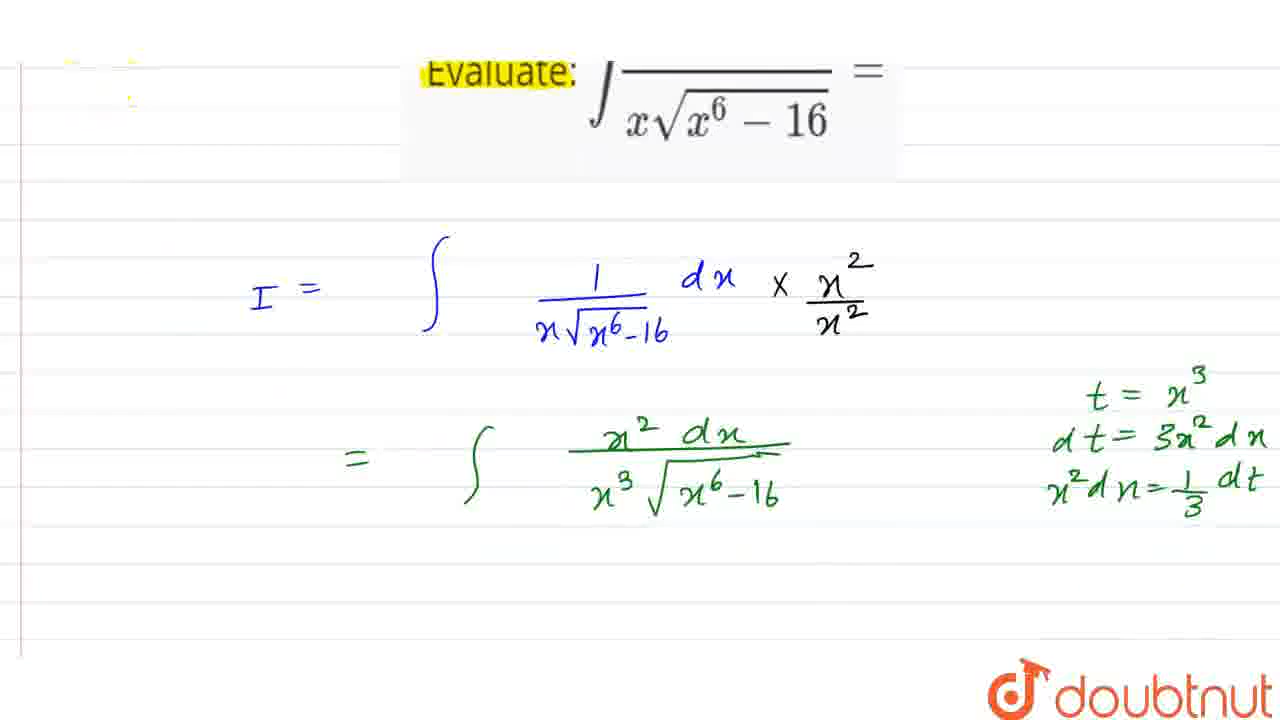 Evaluate: ∫ ―――
x√(x⁶ − 16) =
I = ∫ 1/(x√(x⁶-16)) dx × x²/x²
= ∫ x² dx/(x³√(x⁶-16))
t = x³
dt = 3x² dx
x² dx = 1/3 dt
doubtnut